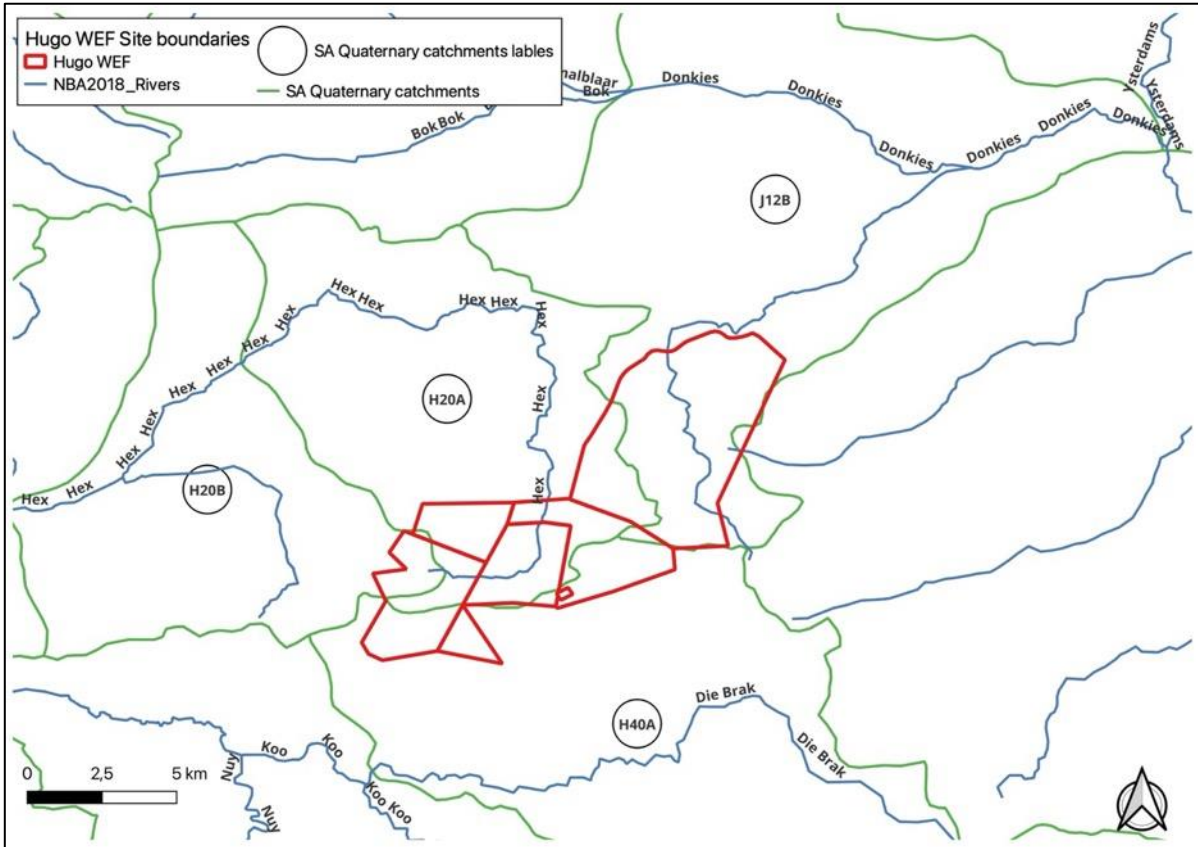 Hugo WEF Site boundaries
Hugo WEF
NBA2018_Rivers
SA Quaternary catchments lables
SA Quaternary catchments
Bok
Donkies
Donkies
Ysterdams
Ysterdams
Bok Bok
Donkies
Donkies
Donkies
Donkies
J12B
Hex Hex
Hex Hex
Hex
Hex
Hex
Hex
Hex
H20A
Hex
Hex
Hex
Hex
Hex
Hex
H20B
Hex
Die Brak
H40A
Die Brak
Nuy
Koo
Koo
Koo Koo
Nuy
0 2,5 5 km